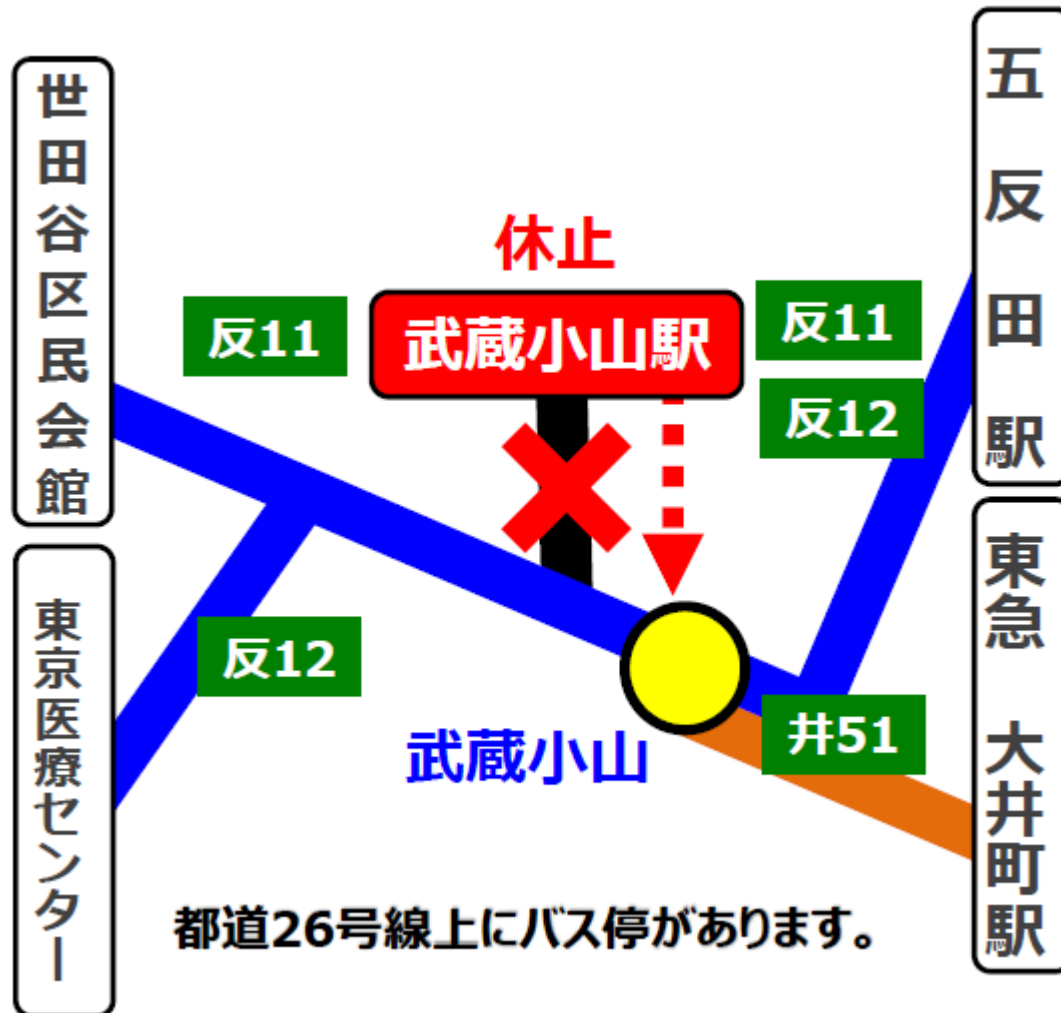 世田谷区民会館
五反田駅
休止
反11
武蔵小山駅
反11
反12
東京医療センター
反12
東急 大井町駅
井51
武蔵小山
都道26号線上にバス停があります。